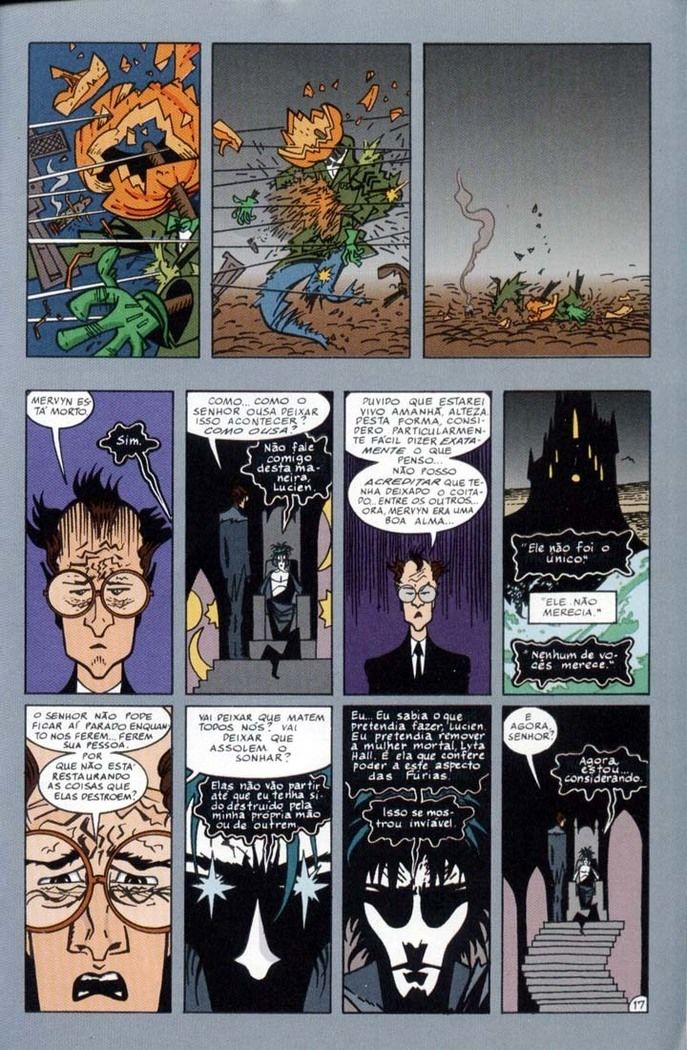 MERVYN ES-
TÁ MORTO.
Sim.
COMO... COMO O
SENHOR OUSA DEIXAR
ISSO ACONTECER?
COMO OUSA?
Não fale
comigo
desta ma-
neira,
Lucien.
DUVIDO QUE ESTAREI
VIVO AMANHÃ, ALTEZA.
DESTA FORMA, CONSI-
DERO PARTICULARMEN-
TE FÁCIL DIZER EXATA-
MENTE O QUE
PENSO...
NÃO POSSO
ACREDITAR QUE TE-
NHA DEIXADO O COITA-
DO... ENTRE OS OUTROS...
ORA, MERVYN ERA UMA
BOA ALMA...
"Ele não foi o
único."
"ELE NÃO
MERECIA."
"Nenhum de vo-
cês merece."
O SENHOR NÃO PODE
FICAR AÍ PARADO ENQUAN-
TO NOS FEREM... FEREM
SUA PESSOA.
POR
QUE NÃO ESTÁ
RESTAURANDO
AS COISAS QUE
ELAS DESTROEM?
VAI DEIXAR QUE MATEM
TODOS NÓS? VAI
DEIXAR QUE
ASSOLEM O
SONHAR?
Elas não vão partir
até que eu tenha si-
do destruído pela
minha própria mão
ou de outrem.
Eu... Eu sabia o que
pretendia fazer, Lucien.
Eu pretendia remover
a mulher mortal, Lyta
Hall. É ela que confere
poder a este aspecto
das Fúrias.
Isso se mos-
trou inviável.
E
AGORA,
SENHOR?
Agora
estou...
considerando.
17